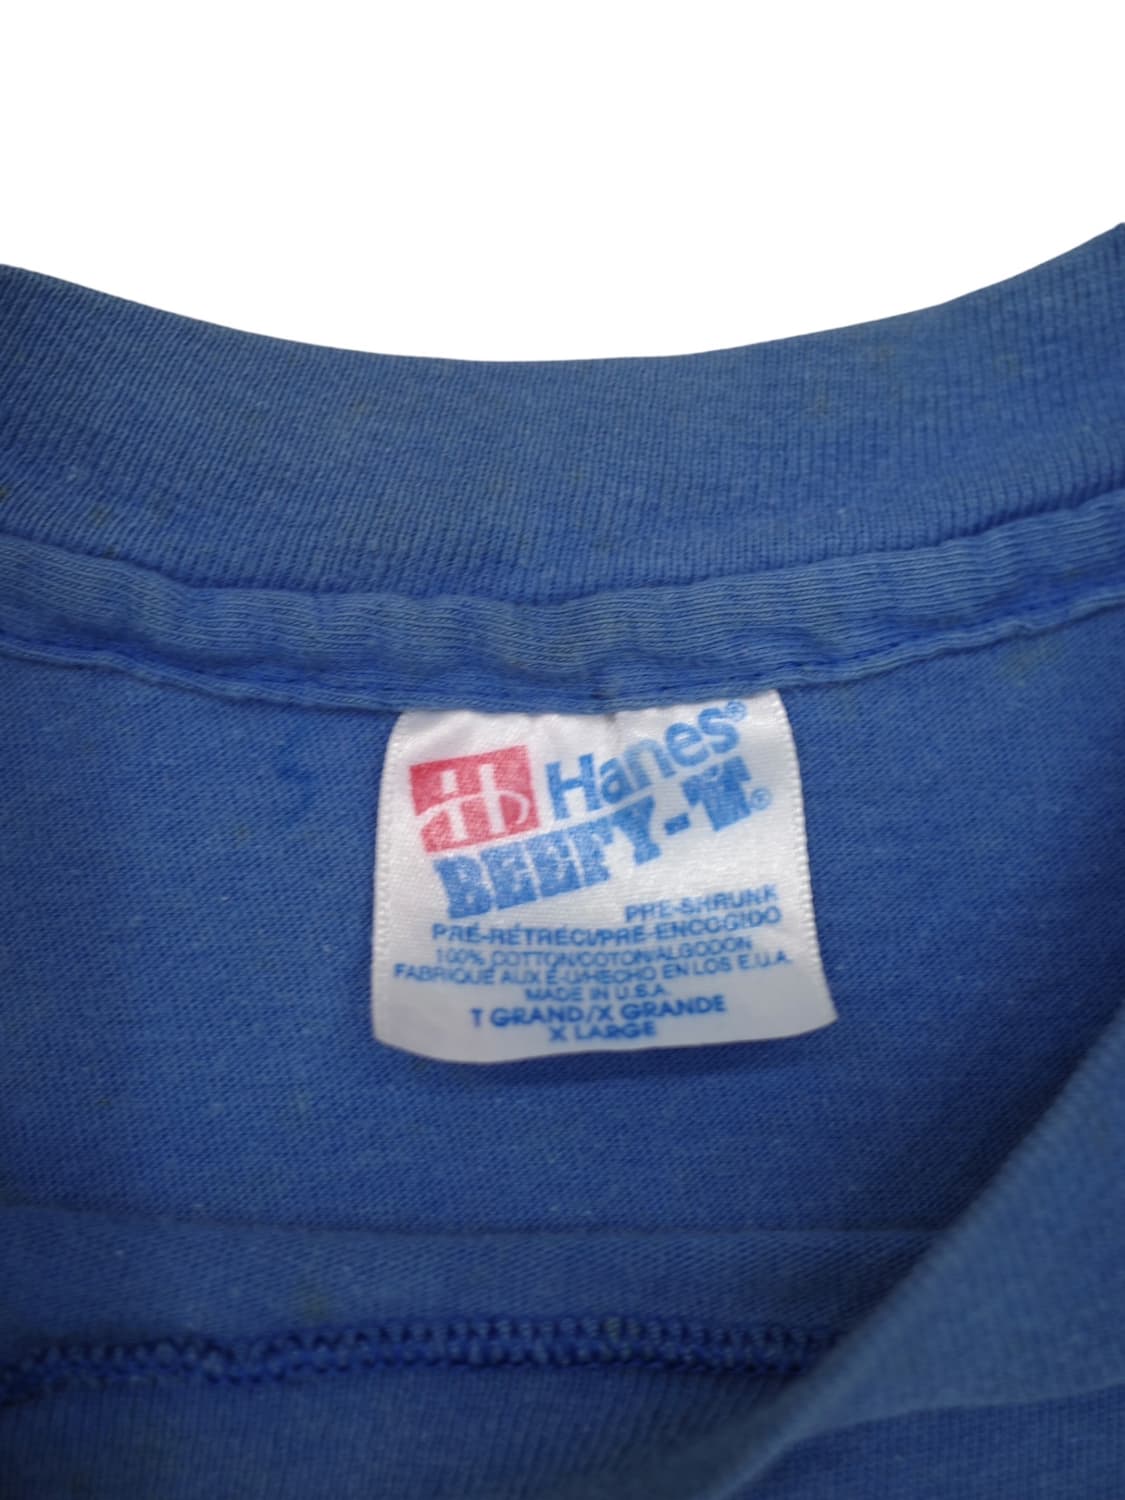 Hanes®
BEEFY-T®
PRE-SHRUNK
PRÉ-RÉTRÉCI/PRE-ENCOGIDO
100% COTTON/COTON/ALGODON
FABRIQUÉ AUX É-U/HECHO EN LOS E.U.A.
MADE IN U.S.A.
T GRAND/X GRANDE
X LARGE